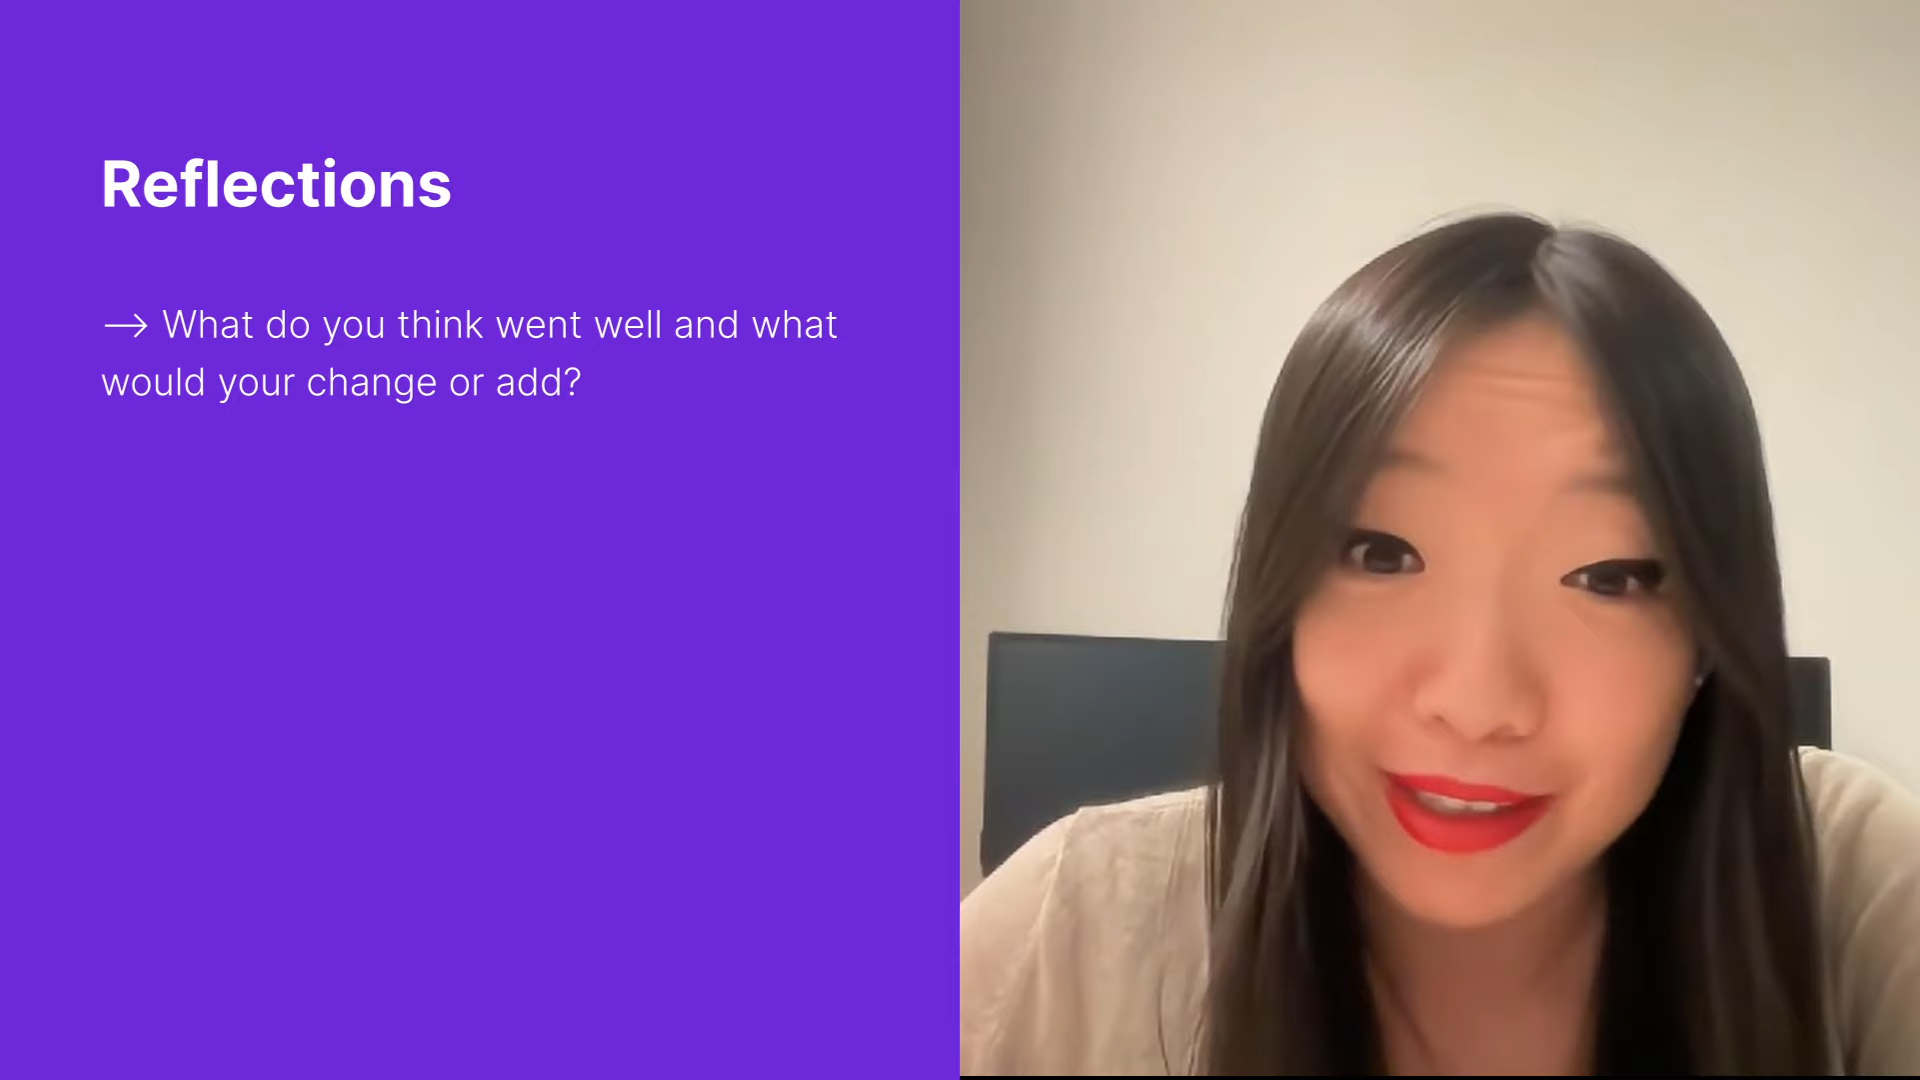 Reflections
⟶ What do you think went well and what
would your change or add?